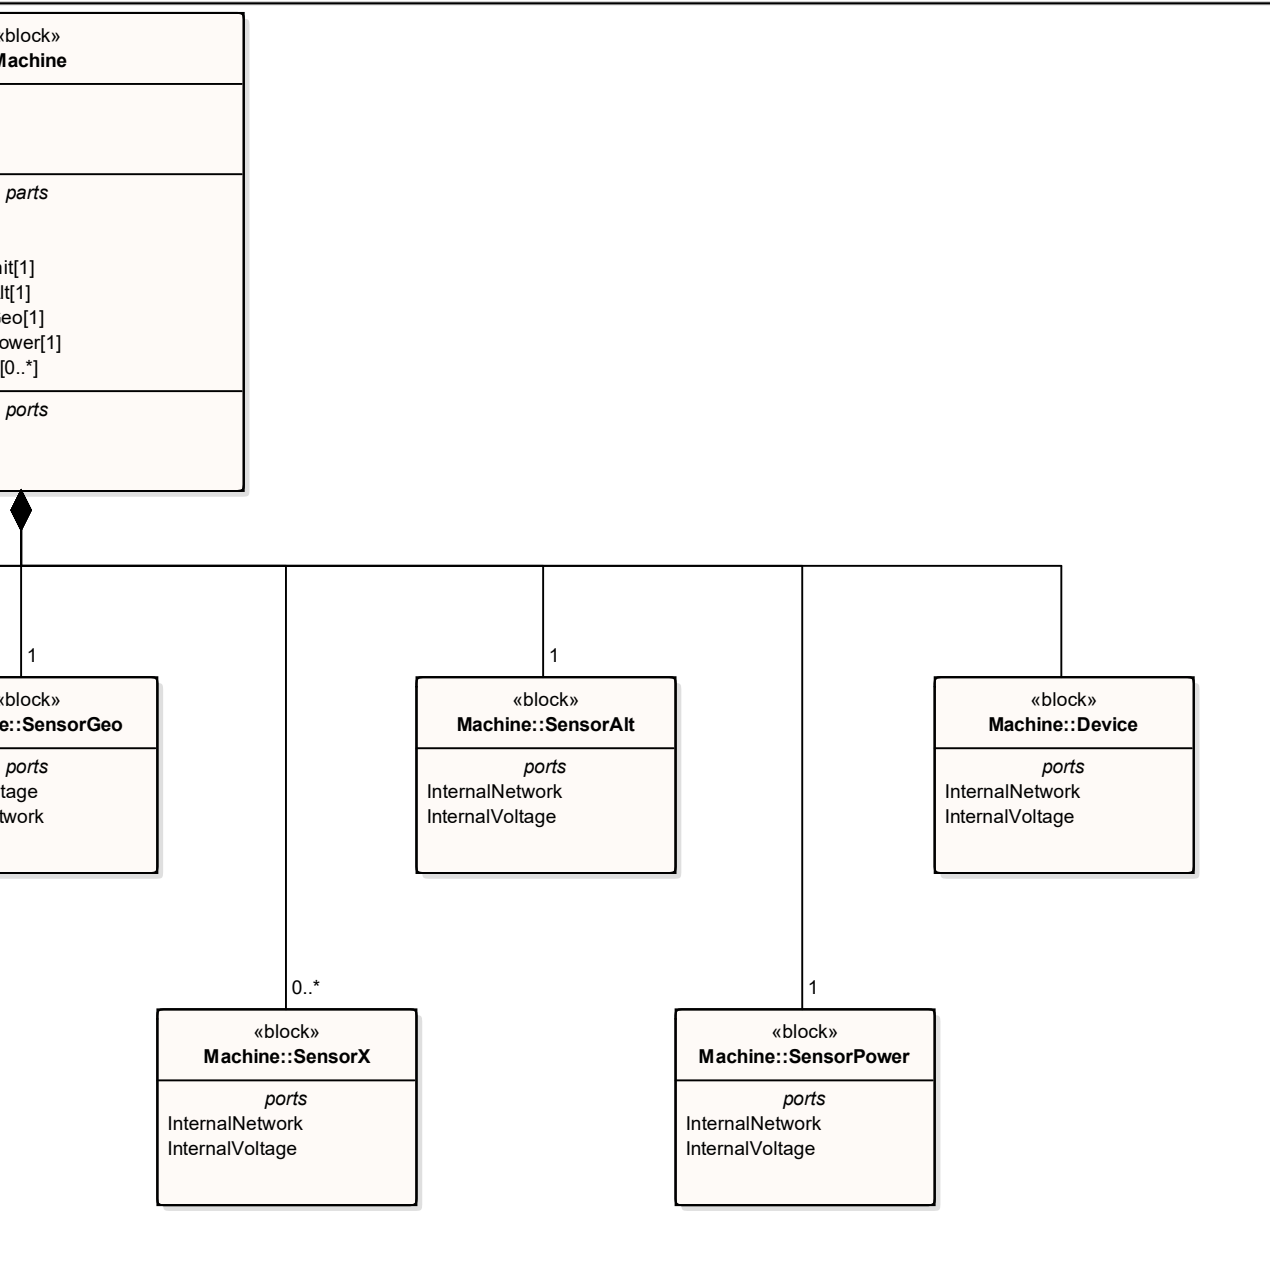 «block»
Machine
parts
it[1]
lt[1]
eo[1]
ower[1]
[0..*]
ports
1
1
«block»
e::SensorGeo
ports
tage
twork
«block»
Machine::SensorAlt
ports
InternalNetwork
InternalVoltage
«block»
Machine::Device
ports
InternalNetwork
InternalVoltage
0..*
1
«block»
Machine::SensorX
ports
InternalNetwork
InternalVoltage
«block»
Machine::SensorPower
ports
InternalNetwork
InternalVoltage